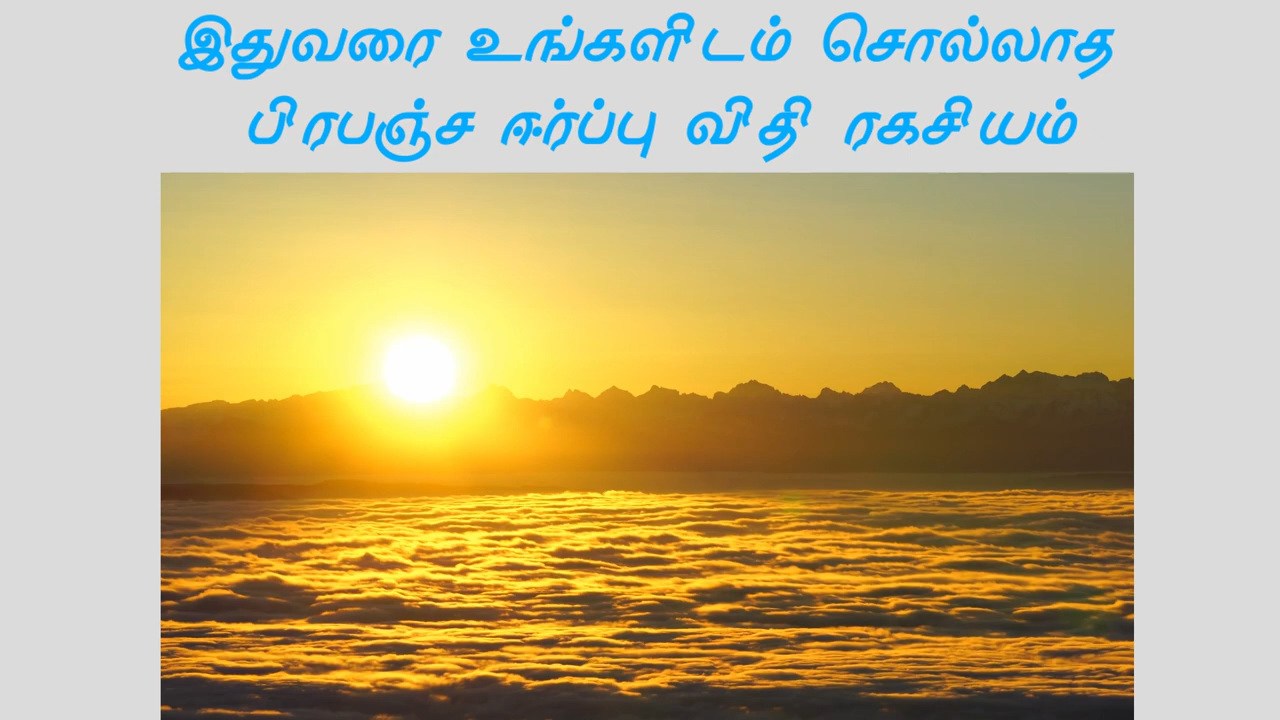 இதுவரை உங்களிடம் சொல்லாத
பிரபஞ்ச ஈர்ப்பு விதி ரகசியம்